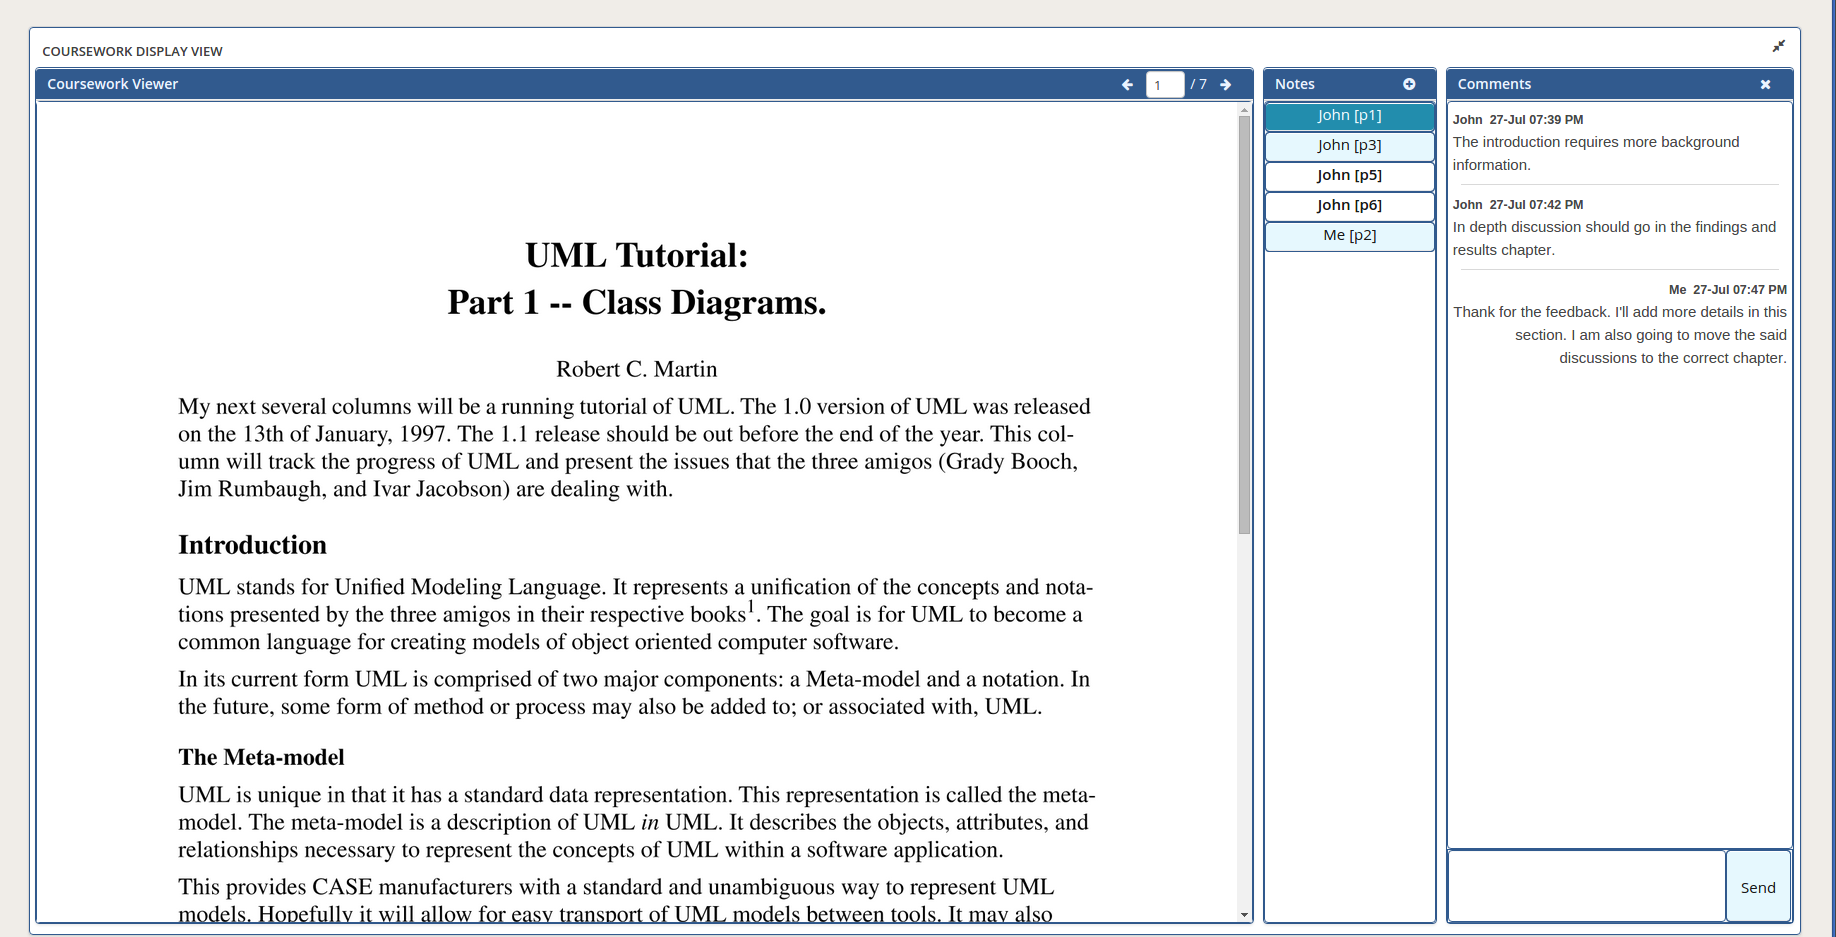 COURSEWORK DISPLAY VIEW
Coursework Viewer
1 / 7
UML Tutorial:
Part 1 -- Class Diagrams.
Robert C. Martin
My next several columns will be a running tutorial of UML. The 1.0 version of UML was released
on the 13th of January, 1997. The 1.1 release should be out before the end of the year. This col-
umn will track the progress of UML and present the issues that the three amigos (Grady Booch,
Jim Rumbaugh, and Ivar Jacobson) are dealing with.
Introduction
UML stands for Unified Modeling Language. It represents a unification of the concepts and nota-
tions presented by the three amigos in their respective books1. The goal is for UML to become a
common language for creating models of object oriented computer software.
In its current form UML is comprised of two major components: a Meta-model and a notation. In
the future, some form of method or process may also be added to; or associated with, UML.
The Meta-model
UML is unique in that it has a standard data representation. This representation is called the meta-
model. The meta-model is a description of UML in UML. It describes the objects, attributes, and
relationships necessary to represent the concepts of UML within a software application.
This provides CASE manufacturers with a standard and unambiguous way to represent UML
models. Hopefully it will allow for easy transport of UML models between tools. It may also
Notes
John [p1]
John [p3]
John [p5]
John [p6]
Me [p2]
Comments
John 27-Jul 07:39 PM
The introduction requires more background
information.
John 27-Jul 07:42 PM
In depth discussion should go in the findings and
results chapter.
Me 27-Jul 07:47 PM
Thank for the feedback. I'll add more details in this
section. I am also going to move the said
discussions to the correct chapter.
Send